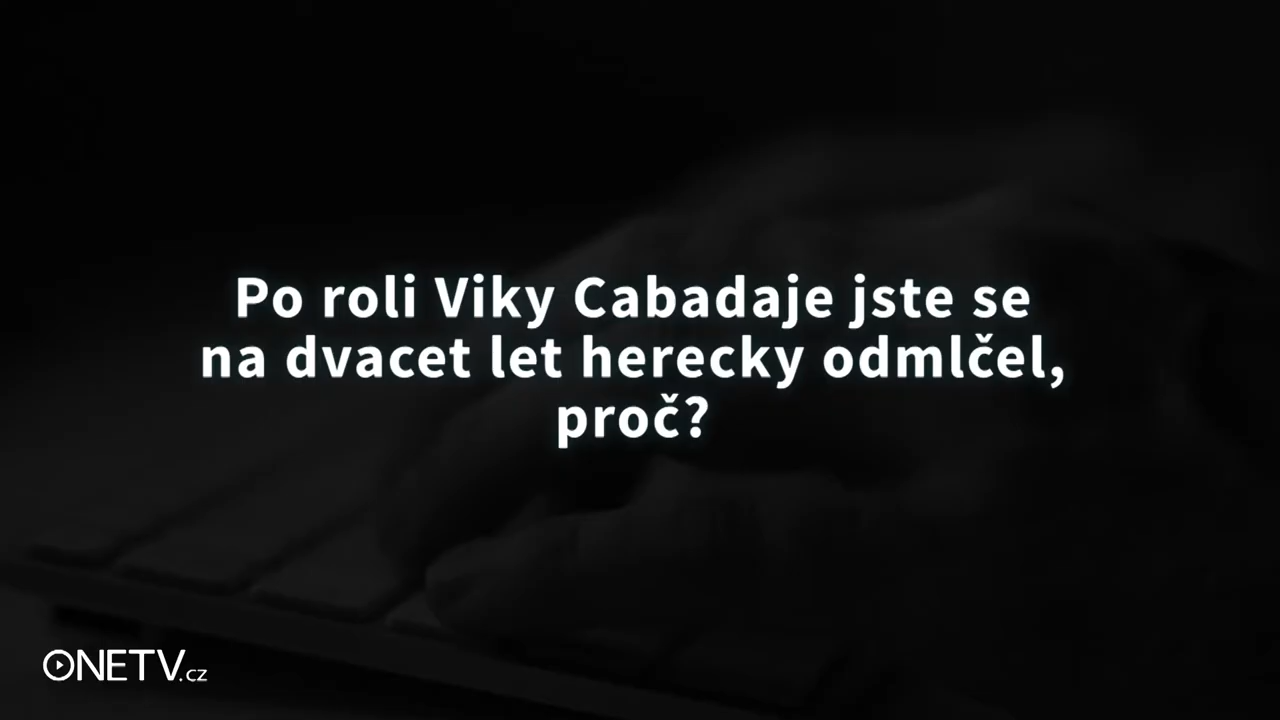 Po roli Viky Cabadaje jste se
na dvacet let herecky odmlčel,
proč?
ONETV.cz